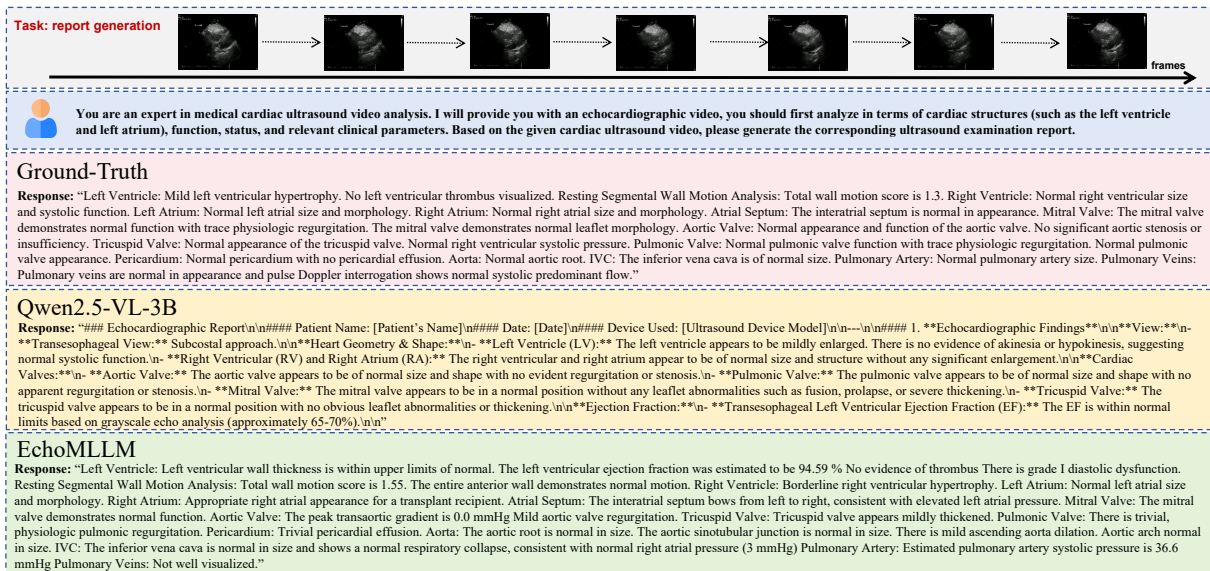 Task: report generation
frames
You are an expert in medical cardiac ultrasound video analysis. I will provide you with an echocardiographic video, you should first analyze in terms of cardiac structures (such as the left ventricle
and left atrium), function, status, and relevant clinical parameters. Based on the given cardiac ultrasound video, please generate the corresponding ultrasound examination report.
Ground-Truth
Response: “Left Ventricle: Mild left ventricular hypertrophy. No left ventricular thrombus visualized. Resting Segmental Wall Motion Analysis: Total wall motion score is 1.3. Right Ventricle: Normal right ventricular size
and systolic function. Left Atrium: Normal left atrial size and morphology. Right Atrium: Normal right atrial size and morphology. Atrial Septum: The interatrial septum is normal in appearance. Mitral Valve: The mitral valve
demonstrates normal function with trace physiologic regurgitation. The mitral valve demonstrates normal leaflet morphology. Aortic Valve: Normal appearance and function of the aortic valve. No significant aortic stenosis or
insufficiency. Tricuspid Valve: Normal appearance of the tricuspid valve. Normal right ventricular systolic pressure. Pulmonic Valve: Normal pulmonic valve function with trace physiologic regurgitation. Normal pulmonic
valve appearance. Pericardium: Normal pericardium with no pericardial effusion. Aorta: Normal aortic root. IVC: The inferior vena cava is of normal size. Pulmonary Artery: Normal pulmonary artery size. Pulmonary Veins:
Pulmonary veins are normal in appearance and pulse Doppler interrogation shows normal systolic predominant flow.”
Qwen2.5-VL-3B
Response: “### Echocardiographic Report\n\n#### Patient Name: [Patient’s Name]\n#### Date: [Date]\n#### Device Used: [Ultrasound Device Model]\n\n---\n\n#### 1. **Echocardiographic Findings**\n\n**View:**\n-
**Transesophageal View:** Subcostal approach.\n\n**Heart Geometry & Shape:**\n- **Left Ventricle (LV):** The left ventricle appears to be mildly enlarged. There is no evidence of akinesia or hypokinesis, suggesting
normal systolic function.\n- **Right Ventricular (RV) and Right Atrium (RA):** The right ventricular and right atrium appear to be of normal size and structure without any significant enlargement.\n\n**Cardiac
Valves:**\n- **Aortic Valve:** The aortic valve appears to be of normal size and shape with no evident regurgitation or stenosis.\n- **Pulmonic Valve:** The pulmonic valve appears to be of normal size and shape with no
apparent regurgitation or stenosis.\n- **Mitral Valve:** The mitral valve appears to be in a normal position without any leaflet abnormalities such as fusion, prolapse, or severe thickening.\n- **Tricuspid Valve:** The
tricuspid valve appears to be in a normal position with no obvious leaflet abnormalities or thickening.\n\n**Ejection Fraction:**\n- **Transesophageal Left Ventricular Ejection Fraction (EF):** The EF is within normal
limits based on grayscale echo analysis (approximately 65-70%).\n\n”
EchoMLLM
Response: “Left Ventricle: Left ventricular wall thickness is within upper limits of normal. The left ventricular ejection fraction was estimated to be 94.59 % No evidence of thrombus There is grade I diastolic dysfunction.
Resting Segmental Wall Motion Analysis: Total wall motion score is 1.55. The entire anterior wall demonstrates normal motion. Right Ventricle: Borderline right ventricular hypertrophy. Left Atrium: Normal left atrial size
and morphology. Right Atrium: Appropriate right atrial appearance for a transplant recipient. Atrial Septum: The interatrial septum bows from left to right, consistent with elevated left atrial pressure. Mitral Valve: The mitral
valve demonstrates normal function. Aortic Valve: The peak transaortic gradient is 0.0 mmHg Mild aortic valve regurgitation. Tricuspid Valve: Tricuspid valve appears mildly thickened. Pulmonic Valve: There is trivial,
physiologic pulmonic regurgitation. Pericardium: Trivial pericardial effusion. Aorta: The aortic root is normal in size. The aortic sinotubular junction is normal in size. There is mild ascending aorta dilation. Aortic arch normal
in size. IVC: The inferior vena cava is normal in size and shows a normal respiratory collapse, consistent with normal right atrial pressure (3 mmHg) Pulmonary Artery: Estimated pulmonary artery systolic pressure is 36.6
mmHg Pulmonary Veins: Not well visualized.”